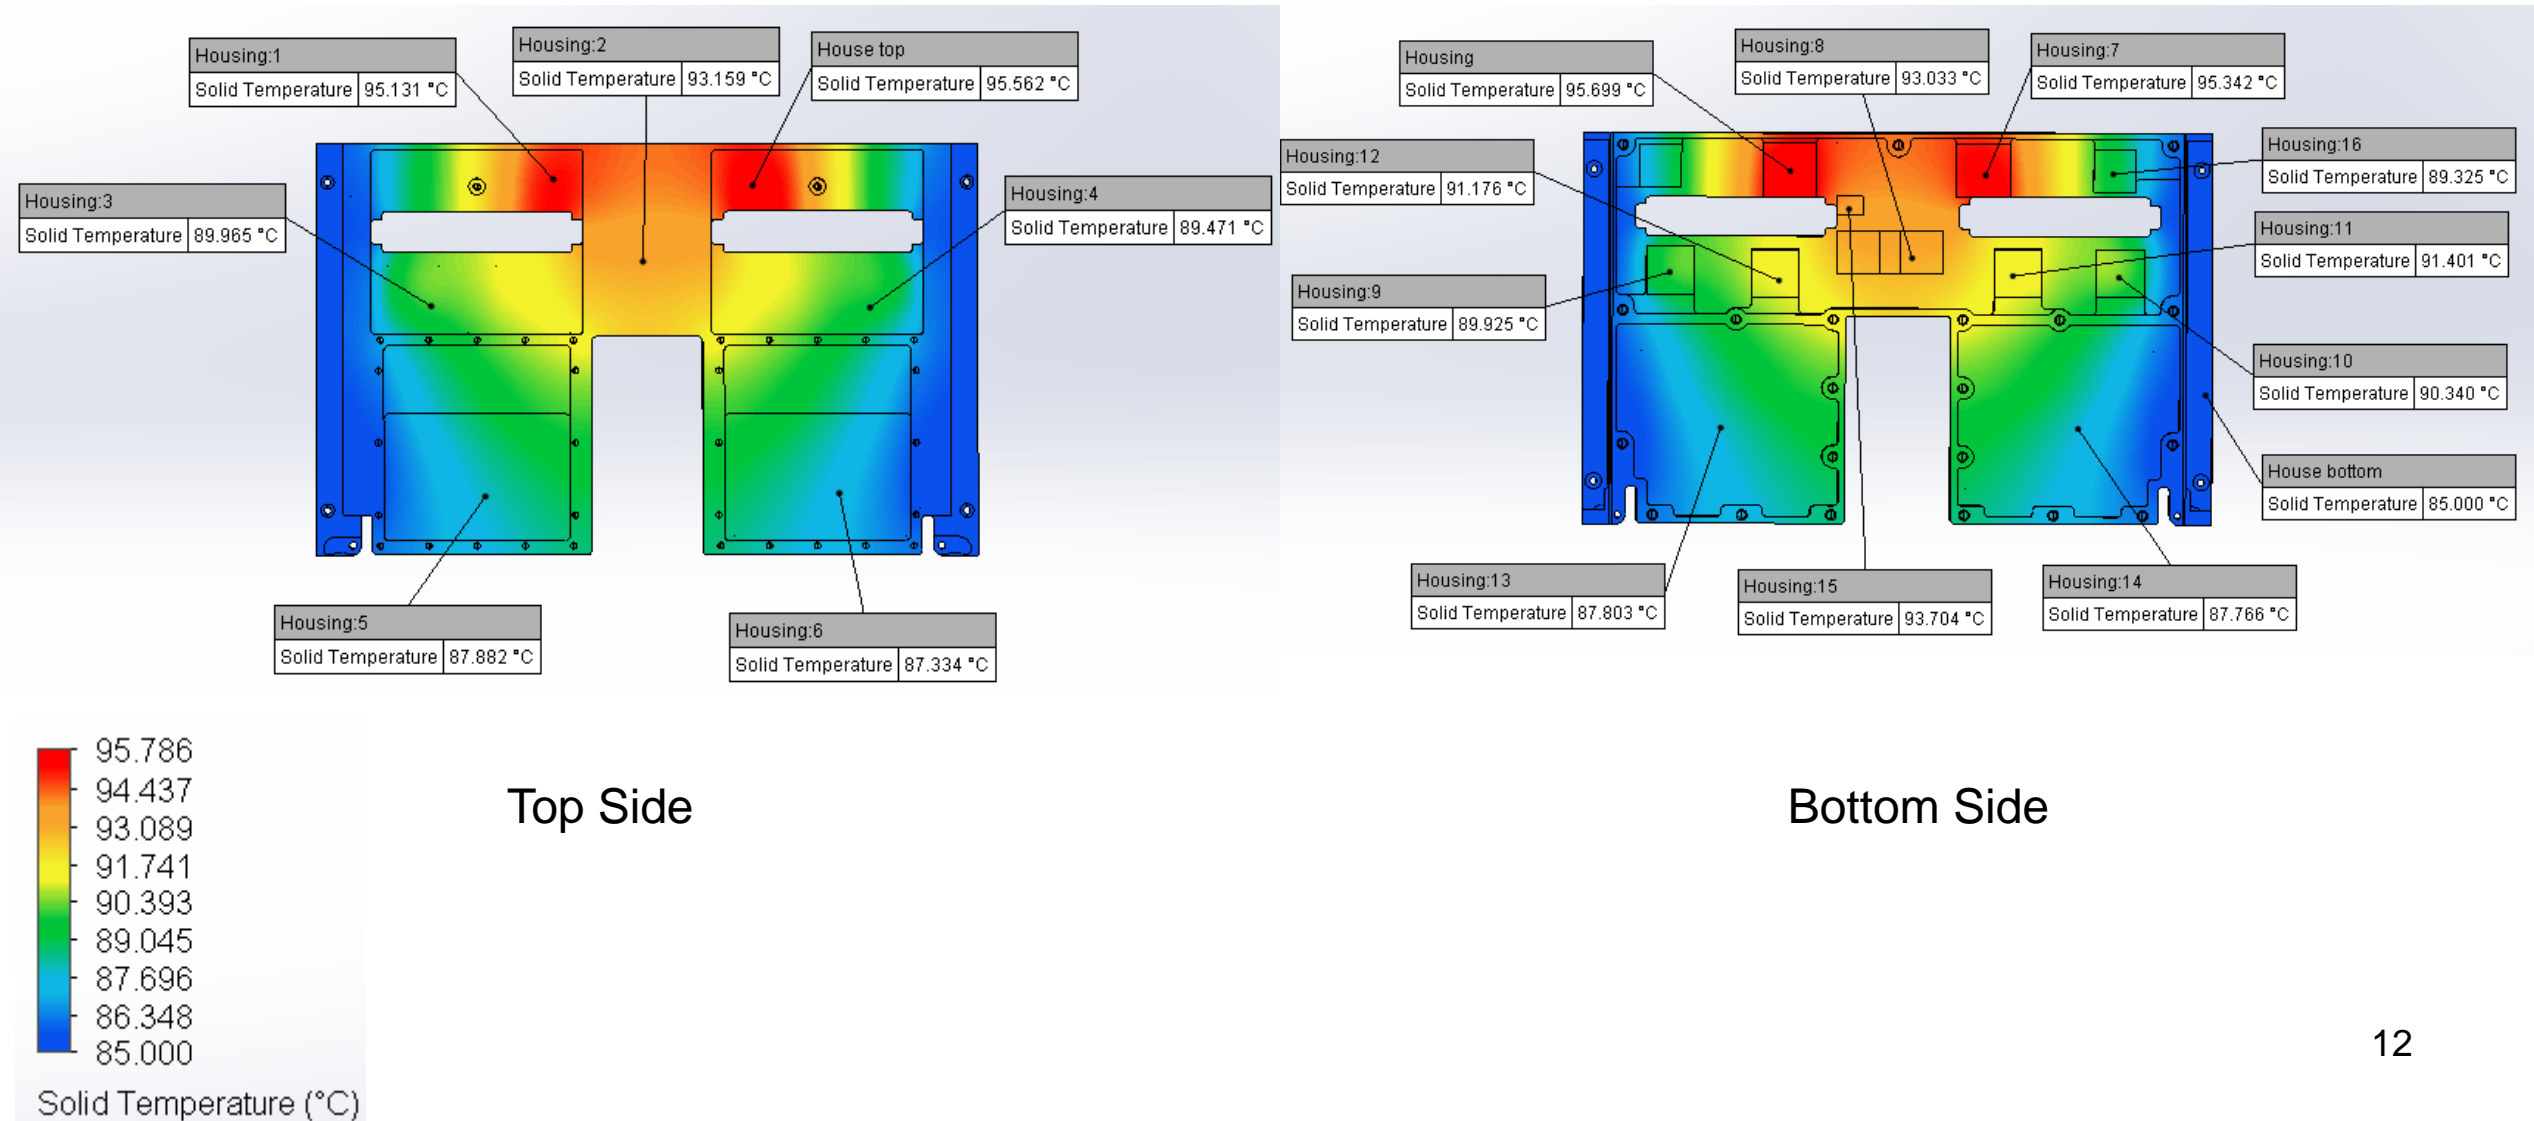 Housing:1
Solid Temperature 95.131 °C
Housing:2
Solid Temperature 93.159 °C
House top
Solid Temperature 95.562 °C
Housing:3
Solid Temperature 89.965 °C
Housing:4
Solid Temperature 89.471 °C
Housing:5
Solid Temperature 87.882 °C
Housing:6
Solid Temperature 87.334 °C
Housing
Solid Temperature 95.699 °C
Housing:8
Solid Temperature 93.033 °C
Housing:7
Solid Temperature 95.342 °C
Housing:12
Solid Temperature 91.176 °C
Housing:16
Solid Temperature 89.325 °C
Housing:11
Solid Temperature 91.401 °C
Housing:9
Solid Temperature 89.925 °C
Housing:10
Solid Temperature 90.340 °C
House bottom
Solid Temperature 85.000 °C
Housing:13
Solid Temperature 87.803 °C
Housing:15
Solid Temperature 93.704 °C
Housing:14
Solid Temperature 87.766 °C
95.786
94.437
93.089
91.741
90.393
89.045
87.696
86.348
85.000
Solid Temperature (°C)
Top Side
Bottom Side
12